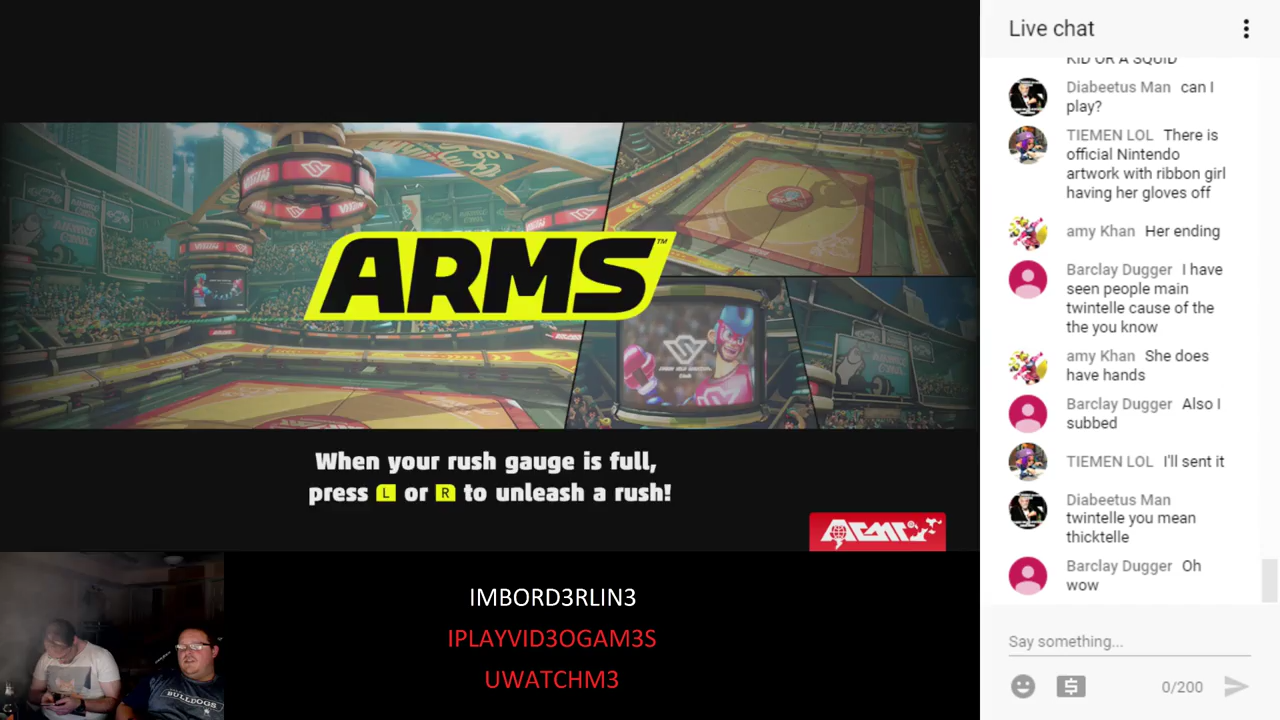 ARMS™
When your rush gauge is full,
press L or R to unleash a rush!
BULLDOGS
IMBORD3RLIN3
IPLAYVID3OGAM3S
UWATCHM3
Live chat
KID OR A SQUID
Diabeetus Man can I
play?
TIEMEN LOL There is
official Nintendo
artwork with ribbon girl
having her gloves off
amy Khan Her ending
Barclay Dugger I have
seen people main
twintelle cause of the
the you know
amy Khan She does
have hands
Barclay Dugger Also I
subbed
TIEMEN LOL I'll sent it
Diabeetus Man
twintelle you mean
thicktelle
Barclay Dugger Oh
wow
Say something...
0/200